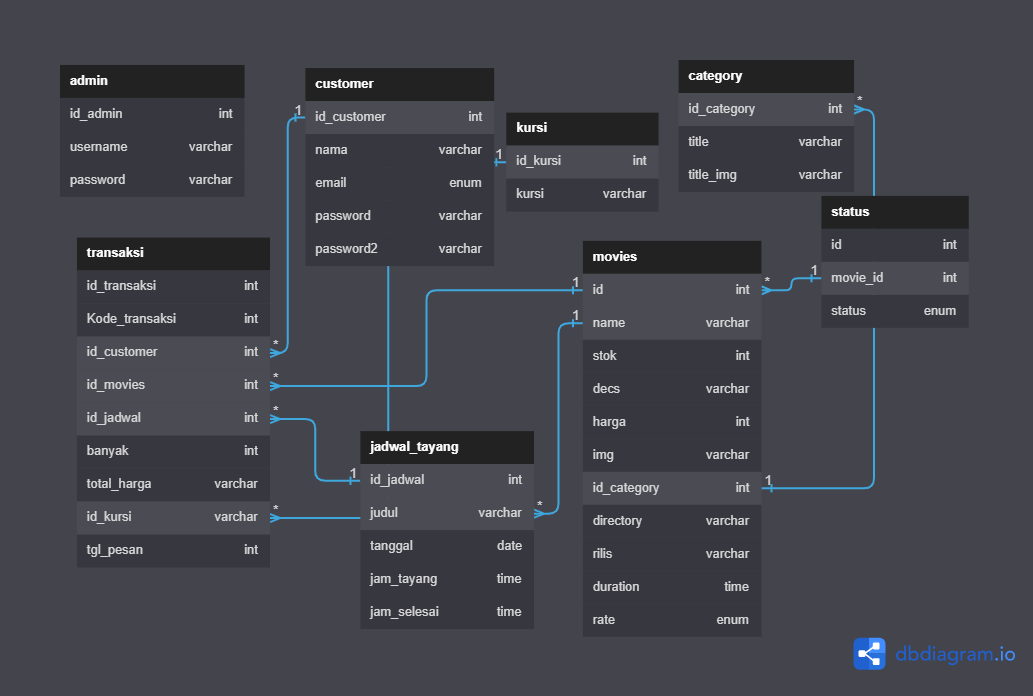 admin
id_admin int
username varchar
password varchar
customer
1
id_customer int
nama varchar
email enum
password varchar
password2 varchar
kursi
1
id_kursi int
kursi varchar
category
*
id_category int
title varchar
title_img varchar
status
id int
1
movie_id int
status enum
transaksi
id_transaksi int
Kode_transaksi int
*
id_customer int
*
id_movies int
*
id_jadwal int
banyak int
total_harga varchar
*
id_kursi varchar
tgl_pesan int
jadwal_tayang
1
id_jadwal int
*
judul varchar
tanggal date
jam_tayang time
jam_selesai time
movies
1 *
id int
1
name varchar
stok int
decs varchar
harga int
img varchar
1
id_category int
directory varchar
rilis varchar
duration time
rate enum
dbdiagram.io